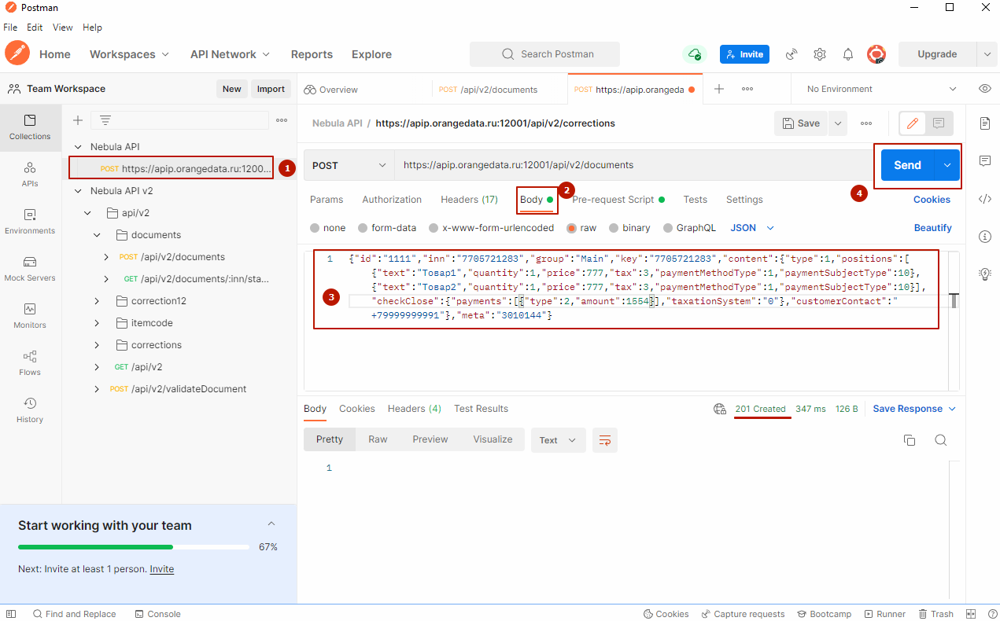 Postman
File Edit View Help
Home Workspaces API Network Reports Explore Search Postman Invite Upgrade
Team Workspace New Import Overview POST /api/v2/documents POST https://apip.orangeda No Environment
Collections
APIs
Environments
Mock Servers
Monitors
Flows
History
Nebula API
POST https://apip.orangedata.ru:1200... 1
Nebula API v2
api/v2
documents
POST /api/v2/documents
GET /api/v2/documents/:inn/sta...
correction12
itemcode
corrections
GET /api/v2
POST /api/v2/validateDocument
Start working with your team
67%
Next: Invite at least 1 person. Invite
Nebula API / https://apip.orangedata.ru:12001/api/v2/corrections Save
POST https://apip.orangedata.ru:12001/api/v2/documents Send
2 4
Params Authorization Headers (17) Body Pre-request Script Tests Settings Cookies
none form-data x-www-form-urlencoded raw binary GraphQL JSON Beautify
1 {"id":"1111","inn":"7705721283","group":"Main","key":"7705721283","content":{"type":1,"positions":[
{"text":"Товар1","quantity":1,"price":777,"tax":3,"paymentMethodType":1,"paymentSubjectType":10},
{"text":"Товар2","quantity":1,"price":777,"tax":3,"paymentMethodType":1,"paymentSubjectType":10}],
3 "checkClose":{"payments":[{"type":2,"amount":1554}],"taxationSystem":"0"},"customerContact":"
+79999999991"},"meta":"3010144"}
Body Cookies Headers (4) Test Results 201 Created 347 ms 126 B Save Response
Pretty Raw Preview Visualize Text
1
Find and Replace Console Cookies Capture requests Bootcamp Runner Trash